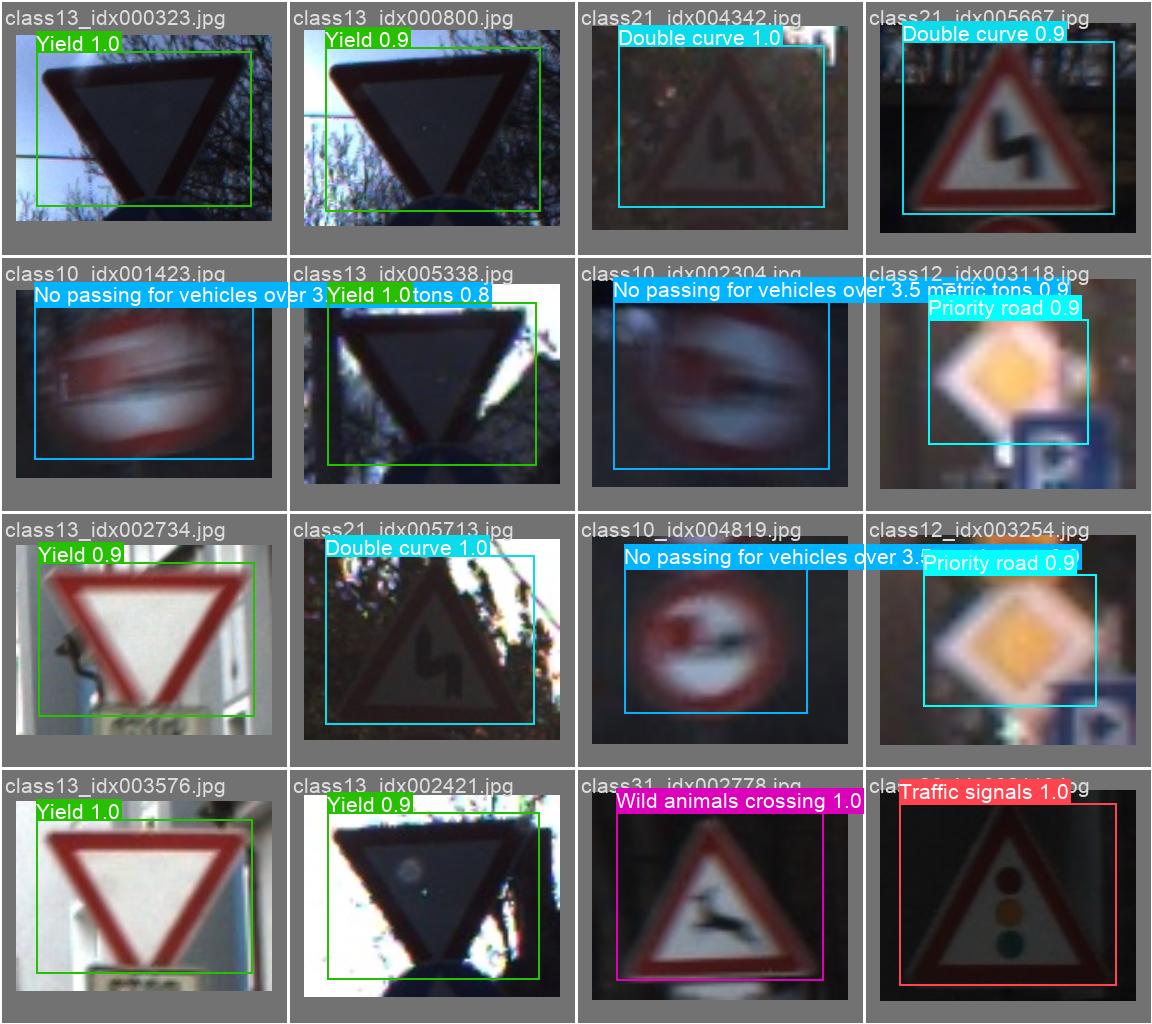 class13_idx000323.jpg
Yield 1.0
class13_idx000800.jpg
Yield 0.9
class21_idx004342.jpg
Double curve 1.0
class21_idx005667.jpg
Double curve 0.9
class10_idx001423.jpg
No passing for vehicles over 3.
tons 0.8
class13_idx005338.jpg
Yield 1.0
class10_idx002304.jpg
No passing for vehicles over 3.5 metric tons 0.9
class12_idx003118.jpg
Priority road 0.9
P
class13_idx002734.jpg
Yield 0.9
class21_idx005713.jpg
Double curve 1.0
class10_idx004819.jpg
No passing for vehicles over 3.5
class12_idx003254.jpg
Priority road 0.9
class13_idx003576.jpg
Yield 1.0
class13_idx002421.jpg
Yield 0.9
class31_idx002778.jpg
Wild animals crossing 1.0
Traffic signals 1.0